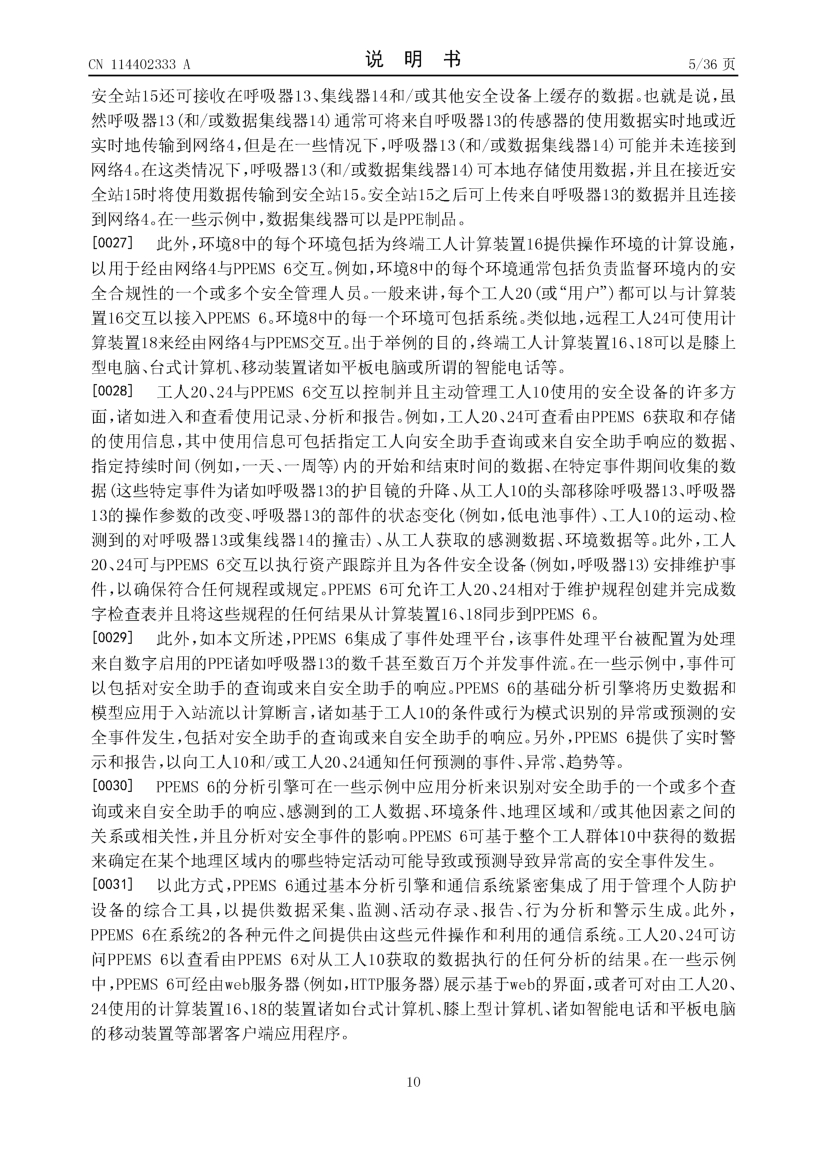 CN 114402333 A
说 明 书
5/36 页
安全站15还可接收在呼吸器13、集线器14和/或其他安全设备上缓存的数据。也就是说,虽
然呼吸器13(和/或数据集线器14)通常可将来自呼吸器13的传感器的使用数据实时地或近
实时地传输到网络4,但是在一些情况下,呼吸器13(和/或数据集线器14)可能并未连接到
网络4。在这类情况下,呼吸器13(和/或数据集线器14)可本地存储使用数据,并且在接近安
全站15时将使用数据传输到安全站15。安全站15之后可上传来自呼吸器13的数据并且连接
到网络4。在一些示例中,数据集线器可以是PPE制品。
[0027] 此外,环境8中的每个环境包括为终端工人计算装置16提供操作环境的计算设施,
以用于经由网络4与PPEMS 6交互。例如,环境8中的每个环境通常包括负责监督环境内的安
全合规性的一个或多个安全管理人员。一般来讲,每个工人20(或“用户”)都可以与计算装
置16交互以接入PPEMS 6。环境8中的每一个环境可包括系统。类似地,远程工人24可使用计
算装置18来经由网络4与PPEMS交互。出于举例的目的,终端工人计算装置16、18可以是膝上
型电脑、台式计算机、移动装置诸如平板电脑或所谓的智能电话等。
[0028] 工人20、24与PPEMS 6交互以控制并且主动管理工人10使用的安全设备的许多方
面,诸如进入和查看使用记录、分析和报告。例如,工人20、24可查看由PPEMS 6获取和存储
的使用信息,其中使用信息可包括指定工人向安全助手查询或来自安全助手响应的数据、
指定持续时间(例如,一天、一周等)内的开始和结束时间的数据、在特定事件期间收集的数
据(这些特定事件为诸如呼吸器13的护目镜的升降、从工人10的头部移除呼吸器13、呼吸器
13的操作参数的改变、呼吸器13的部件的状态变化(例如,低电池事件)、工人10的运动、检
测到的对呼吸器13或集线器14的撞击)、从工人获取的感测数据、环境数据等。此外,工人
20、24可与PPEMS 6交互以执行资产跟踪并且为各件安全设备(例如,呼吸器13)安排维护事
件,以确保符合任何规程或规定。PPEMS 6可允许工人20、24相对于维护规程创建并完成数
字检查表并且将这些规程的任何结果从计算装置16、18同步到PPEMS 6。
[0029] 此外,如本文所述,PPEMS 6集成了事件处理平台,该事件处理平台被配置为处理
来自数字启用的PPE诸如呼吸器13的数千甚至数百万个并发事件流。在一些示例中,事件可
以包括对安全助手的查询或来自安全助手的响应。PPEMS 6的基础分析引擎将历史数据和
模型应用于入站流以计算断言,诸如基于工人10的条件或行为模式识别的异常或预测的安
全事件发生,包括对安全助手的查询或来自安全助手的响应。另外,PPEMS 6提供了实时警
示和报告,以向工人10和/或工人20、24通知任何预测的事件、异常、趋势等。
[0030] PPEMS 6的分析引擎可在一些示例中应用分析来识别对安全助手的一个或多个查
询或来自安全助手的响应、感测到的工人数据、环境条件、地理区域和/或其他因素之间的
关系或相关性,并且分析对安全事件的影响。PPEMS 6可基于整个工人群体10中获得的数据
来确定在某个地理区域内的哪些特定活动可能导致或预测导致异常高的安全事件发生。
[0031] 以此方式,PPEMS 6通过基本分析引擎和通信系统紧密集成了用于管理个人防护
设备的综合工具,以提供数据采集、监测、活动存录、报告、行为分析和警示生成。此外,
PPEMS 6在系统2的各种元件之间提供由这些元件操作和利用的通信系统。工人20、24可访
问PPEMS 6以查看由PPEMS 6对从工人10获取的数据执行的任何分析的结果。在一些示例
中,PPEMS 6可经由web服务器(例如,HTTP服务器)展示基于web的界面,或者可对由工人20、
24使用的计算装置16、18的装置诸如台式计算机、膝上型计算机、诸如智能电话和平板电脑
的移动装置等部署客户端应用程序。
10